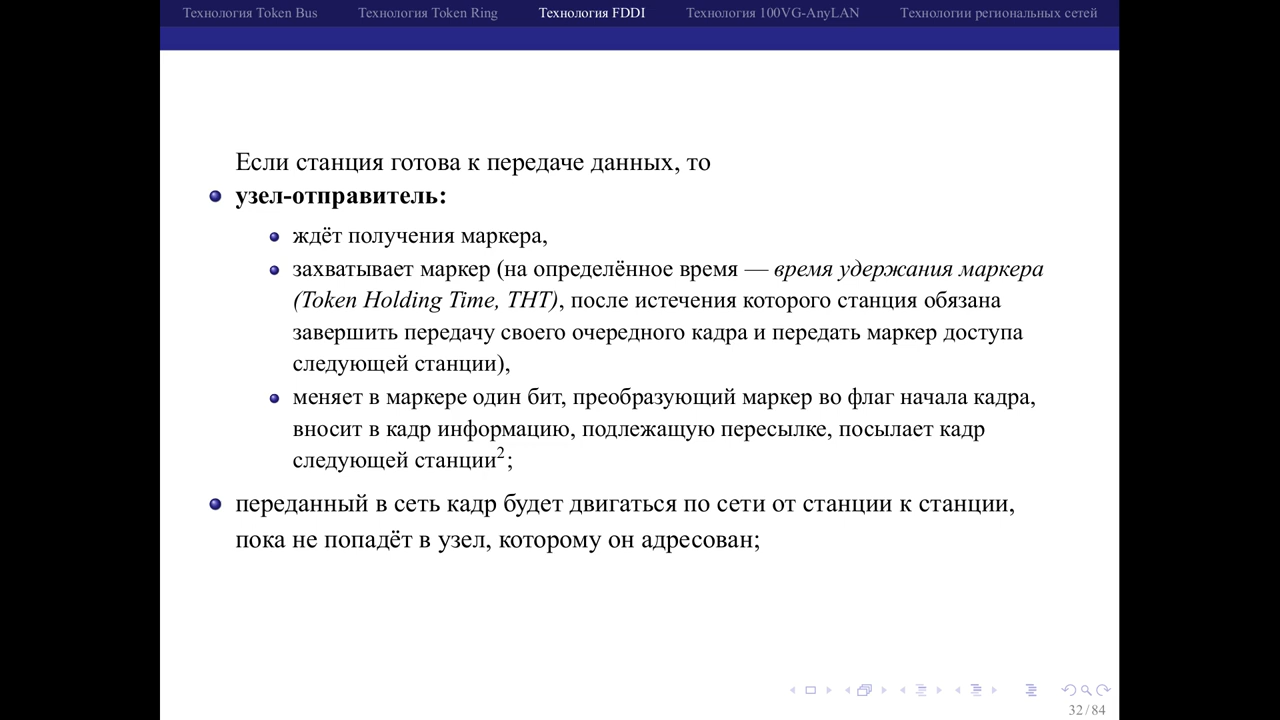 Технология Token Bus Технология Token Ring Технология FDDI Технология 100VG-AnyLAN Технологии региональных сетей
Если станция готова к передаче данных, то
узел-отправитель:
ждёт получения маркера,
захватывает маркер (на определённое время — время удержания маркера
(Token Holding Time, THT), после истечения которого станция обязана
завершить передачу своего очередного кадра и передать маркер доступа
следующей станции),
меняет в маркере один бит, преобразующий маркер во флаг начала кадра,
вносит в кадр информацию, подлежащую пересылке, посылает кадр
следующей станции²;
переданный в сеть кадр будет двигаться по сети от станции к станции,
пока не попадёт в узел, которому он адресован;
32 / 84